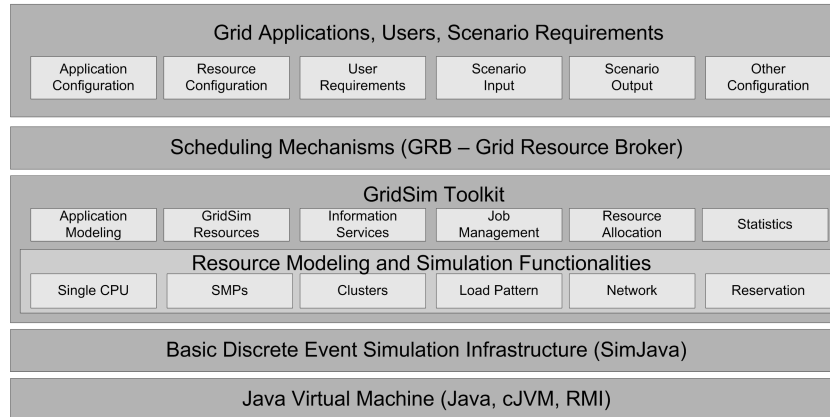 Grid Applications, Users, Scenario Requirements
Application
Configuration
Resource
Configuration
User
Requirements
Scenario
Input
Scenario
Output
Other
Configuration
Scheduling Mechanisms (GRB – Grid Resource Broker)
GridSim Toolkit
Application
Modeling
GridSim
Resources
Information
Services
Job
Management
Resource
Allocation
Statistics
Resource Modeling and Simulation Functionalities
Single CPU
SMPs
Clusters
Load Pattern
Network
Reservation
Basic Discrete Event Simulation Infrastructure (SimJava)
Java Virtual Machine (Java, cJVM, RMI)